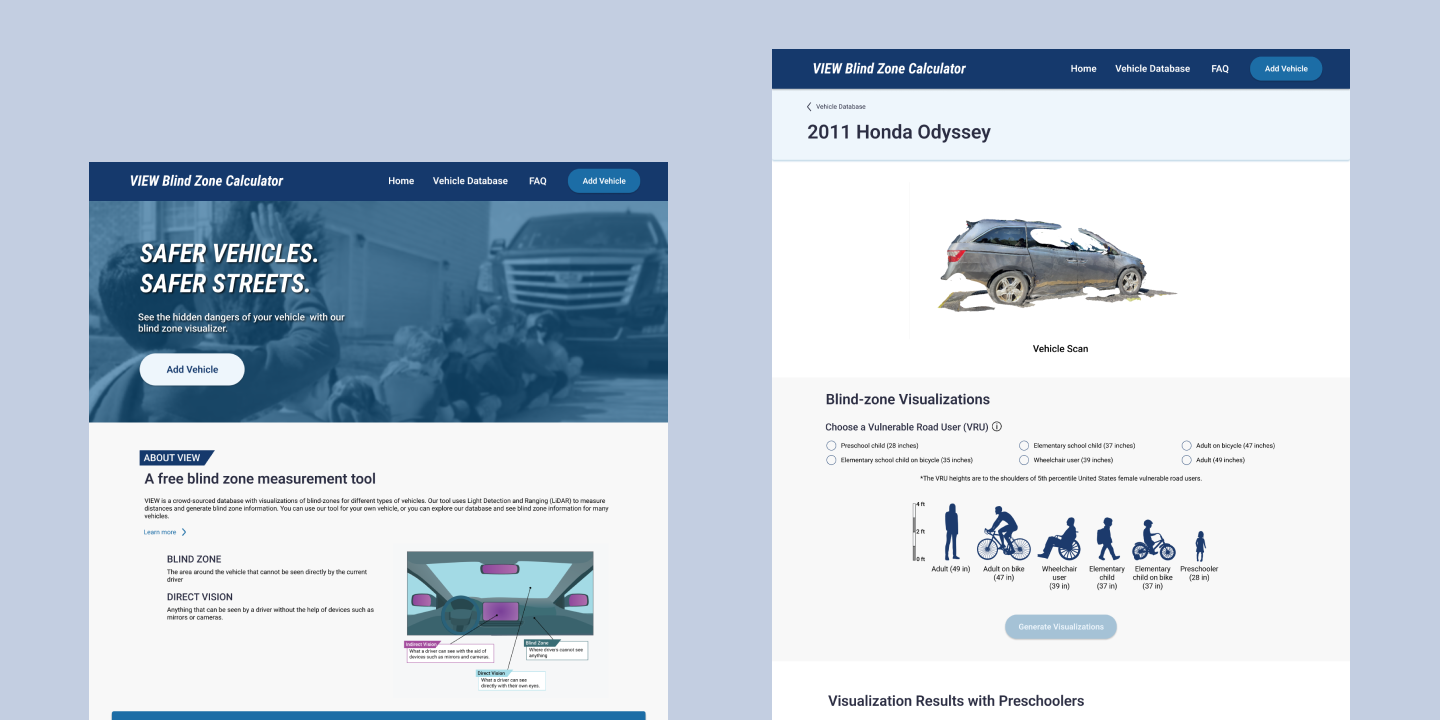 VIEW Blind Zone Calculator
Home Vehicle Database FAQ Add Vehicle
SAFER VEHICLES.
SAFER STREETS.
See the hidden dangers of your vehicle with our
blind zone visualizer.
Add Vehicle
ABOUT VIEW
A free blind zone measurement tool
VIEW is a crowd-sourced database with visualizations of blind-zones for different types of vehicles. Our tool uses Light Detection and Ranging (LiDAR) to measure
distances and generate blind zone information. You can use our tool for your own vehicle, or you can explore our database and see blind zone information for many
vehicles.
Learn more
BLIND ZONE
The area around the vehicle that cannot be seen directly by the current
driver
DIRECT VISION
Anything that can be seen by a driver without the help of devices such as
mirrors or cameras.
Indirect Vision
What a driver can see with the aid of
devices such as mirrors and cameras.
Blind Zone
Where drivers cannot see
anything
Direct Vision
What a driver can see
directly with their own eyes.
VIEW Blind Zone Calculator
Home Vehicle Database FAQ Add Vehicle
Vehicle Database
2011 Honda Odyssey
Vehicle Scan
Blind-zone Visualizations
Choose a Vulnerable Road User (VRU)
Preschool child (28 inches) Elementary school child (37 inches) Adult on bicycle (47 inches)
Elementary school child on bicycle (35 inches) Wheelchair user (39 inches) Adult (49 inches)
*The VRU heights are to the shoulders of 5th percentile United States female vulnerable road users.
4 ft
2 ft
0 ft
Adult (49 in)
Adult on bike
(47 in)
Wheelchair
user
(39 in)
Elementary
child
(37 in)
Elementary
child on bike
(37 in)
Preschooler
(28 in)
Generate Visualizations
Visualization Results with Preschoolers